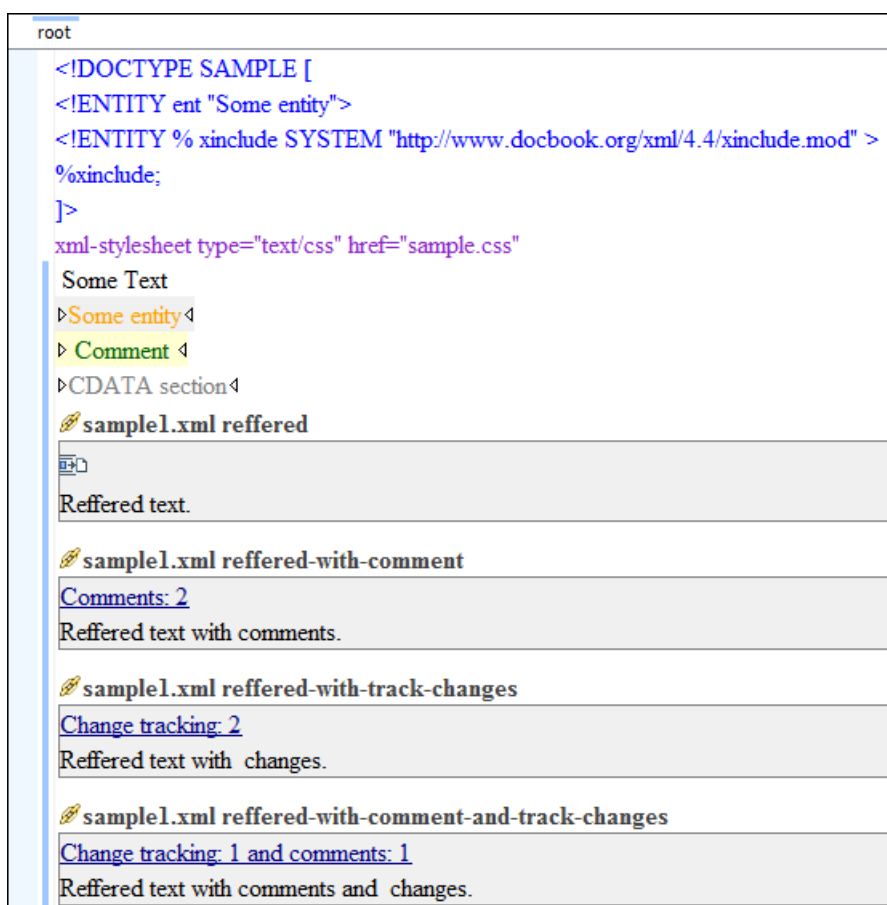 root
<!DOCTYPE SAMPLE [
<!ENTITY ent "Some entity">
<!ENTITY % xinclude SYSTEM "http://www.docbook.org/xml/4.4/xinclude.mod" >
%xinclude;
]>
xml-stylesheet type="text/css" href="sample.css"
Some Text
Some entity
Comment
CDATA section
sample1.xml reffered
Reffered text.
sample1.xml reffered-with-comment
Comments: 2
Reffered text with comments.
sample1.xml reffered-with-track-changes
Change tracking: 2
Reffered text with  changes.
sample1.xml reffered-with-comment-and-track-changes
Change tracking: 1 and comments: 1
Reffered text with comments and  changes.